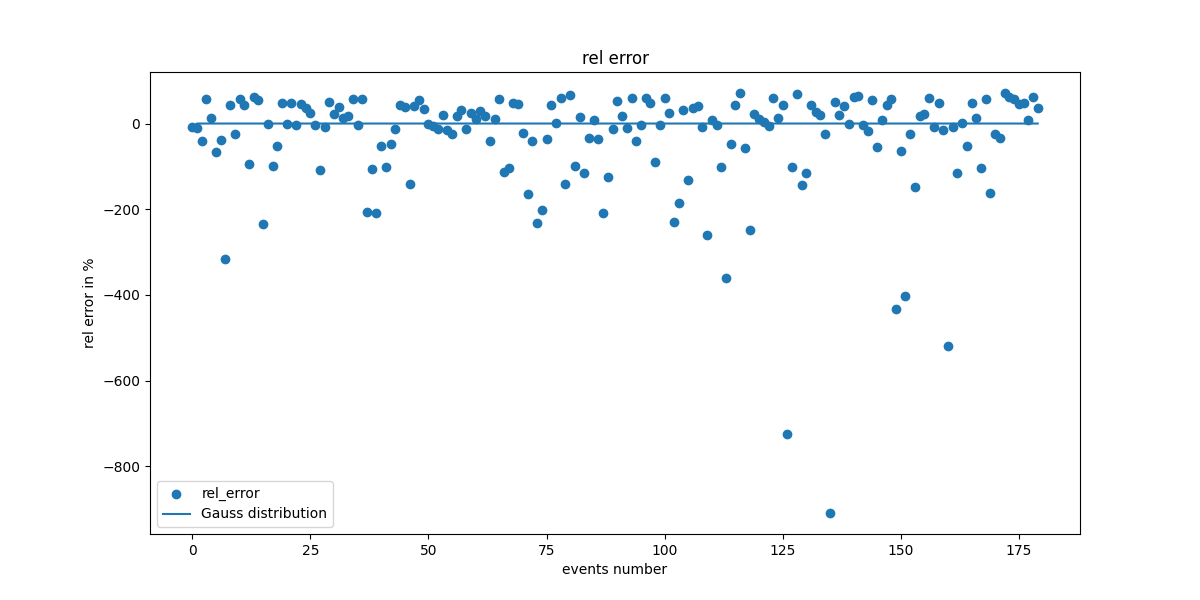 rel error
0
−200
−400
−600
−800
rel error in %
rel_error
Gauss distribution
0 25 50 75 100 125 150 175
events number